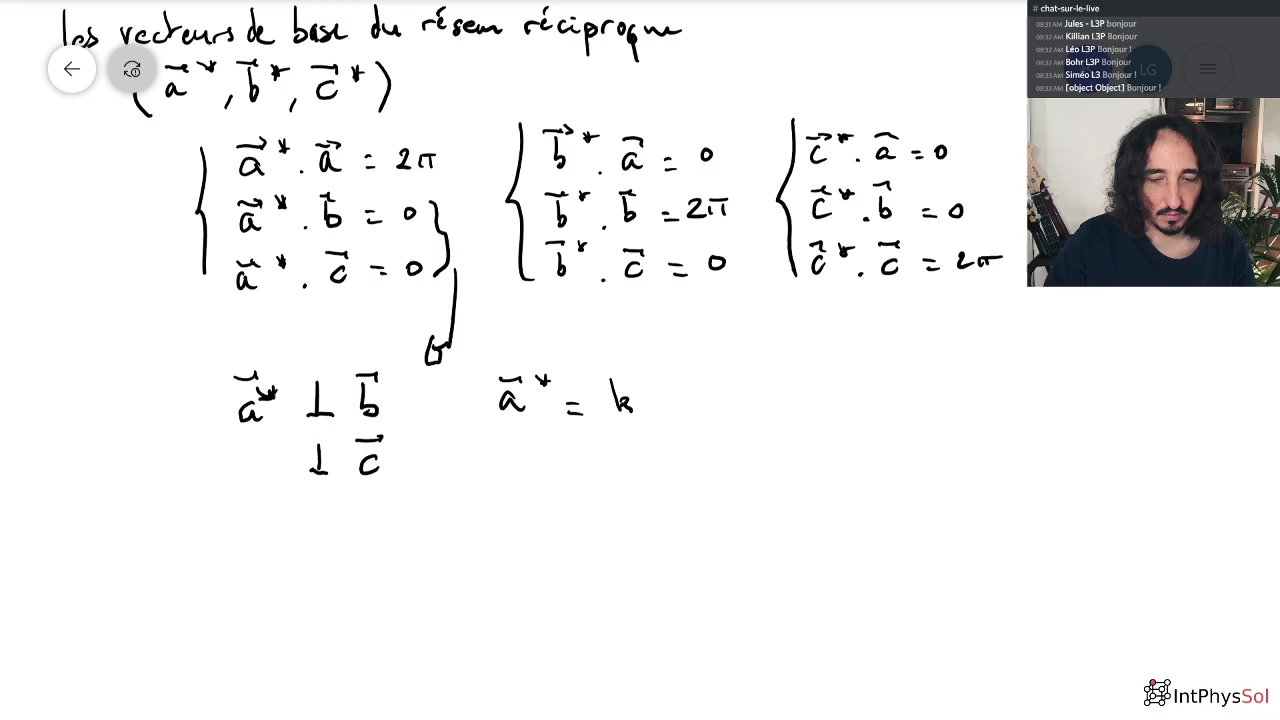 Les vecteurs de base du réseau réciproque
(a⃗*, b⃗*, c⃗*)
a⃗* . a⃗ = 2π
a⃗* . b⃗ = 0
a⃗* . c⃗ = 0
b⃗* . a⃗ = 0
b⃗* . b⃗ = 2π
b⃗* . c⃗ = 0
c⃗* . a⃗ = 0
c⃗* . b⃗ = 0
c⃗* . c⃗ = 2π
a⃗* ⊥ b⃗
⊥ c⃗
a⃗* = k
# chat-sur-le-live
08:31 AM Jules - L3P bonjour
08:32 AM Killian L3P Bonjour
08:32 AM Léo L3P Bonjour !
08:32 AM Bohr L3P Bonjour
08:33 AM Siméo L3 Bonjour !
08:33 AM [object Object] Bonjour !
LG
IntPhysSol